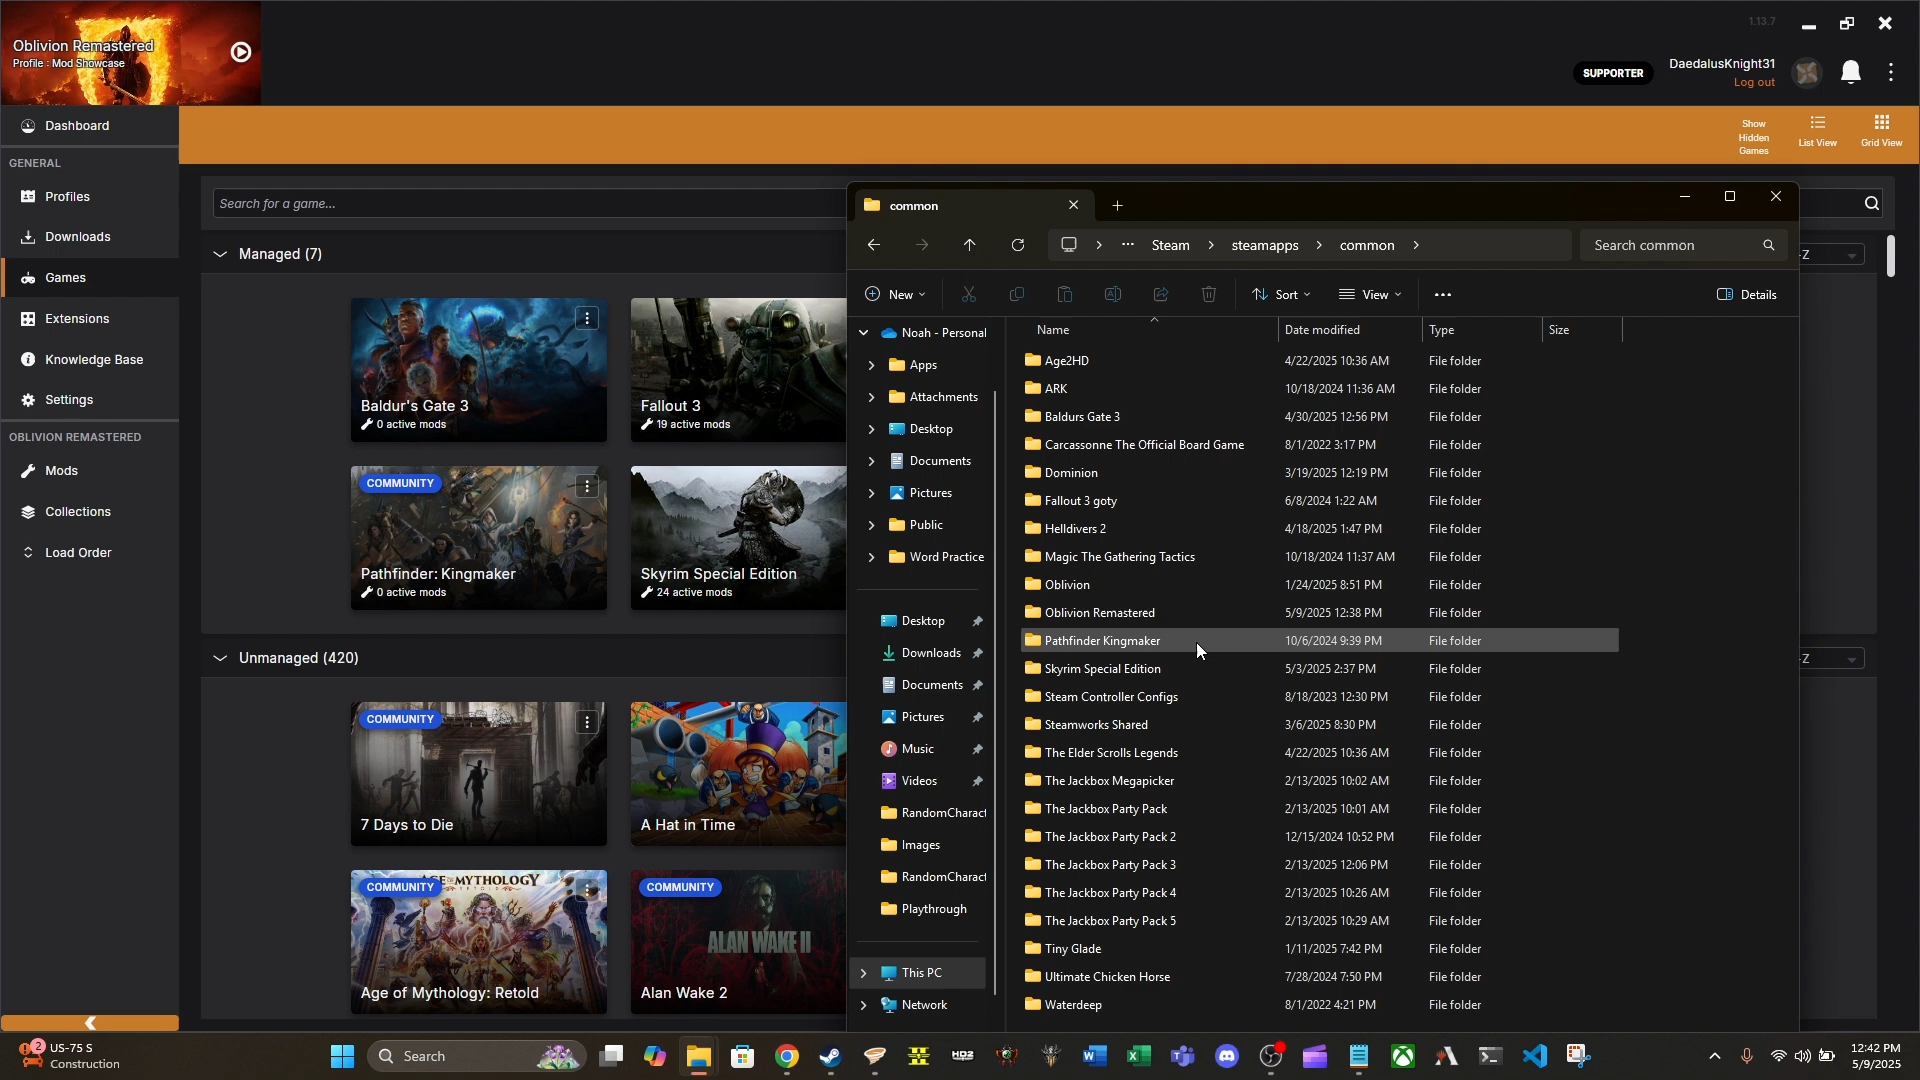 Oblivion Remastered
Profile : Mod Showcase
1.13.7
SUPPORTER
DaedalusKnight31
Log out
Dashboard
Show
Hidden
Games
List View
Grid View
GENERAL
Profiles
Downloads
Games
Extensions
Knowledge Base
Settings
OBLIVION REMASTERED
Mods
Collections
Load Order
Search for a game...
Managed (7)
Baldur's Gate 3
0 active mods
Fallout 3
19 active mods
COMMUNITY
Pathfinder: Kingmaker
0 active mods
Skyrim Special Edition
24 active mods
Unmanaged (420)
COMMUNITY
7 Days to Die
A Hat in Time
COMMUNITY
AGE OF MYTHOLOGY
Age of Mythology: Retold
COMMUNITY
ALAN WAKE II
Alan Wake 2
-Z
-Z
common
Steam
steamapps
common
Search common
New
Sort
View
Details
Noah - Personal
Apps
Attachments
Desktop
Documents
Pictures
Public
Word Practice
Desktop
Downloads
Documents
Pictures
Music
Videos
RandomCharact
Images
RandomCharact
Playthrough
This PC
Network
Name Date modified Type Size
Age2HD 4/22/2025 10:36 AM File folder
ARK 10/18/2024 11:36 AM File folder
Baldurs Gate 3 4/30/2025 12:56 PM File folder
Carcassonne The Official Board Game 8/1/2022 3:17 PM File folder
Dominion 3/19/2025 12:19 PM File folder
Fallout 3 goty 6/8/2024 1:22 AM File folder
Helldivers 2 4/18/2025 1:47 PM File folder
Magic The Gathering Tactics 10/18/2024 11:37 AM File folder
Oblivion 1/24/2025 8:51 PM File folder
Oblivion Remastered 5/9/2025 12:38 PM File folder
Pathfinder Kingmaker 10/6/2024 9:39 PM File folder
Skyrim Special Edition 5/3/2025 2:37 PM File folder
Steam Controller Configs 8/18/2023 12:30 PM File folder
Steamworks Shared 3/6/2025 8:30 PM File folder
The Elder Scrolls Legends 4/22/2025 10:36 AM File folder
The Jackbox Megapicker 2/13/2025 10:02 AM File folder
The Jackbox Party Pack 2/13/2025 10:01 AM File folder
The Jackbox Party Pack 2 12/15/2024 10:52 PM File folder
The Jackbox Party Pack 3 2/13/2025 12:06 PM File folder
The Jackbox Party Pack 4 2/13/2025 10:26 AM File folder
The Jackbox Party Pack 5 2/13/2025 10:29 AM File folder
Tiny Glade 1/11/2025 7:42 PM File folder
Ultimate Chicken Horse 7/28/2024 7:50 PM File folder
Waterdeep 8/1/2022 4:21 PM File folder
2
US-75 S
Construction
Search
HD2
12:42 PM
5/9/2025